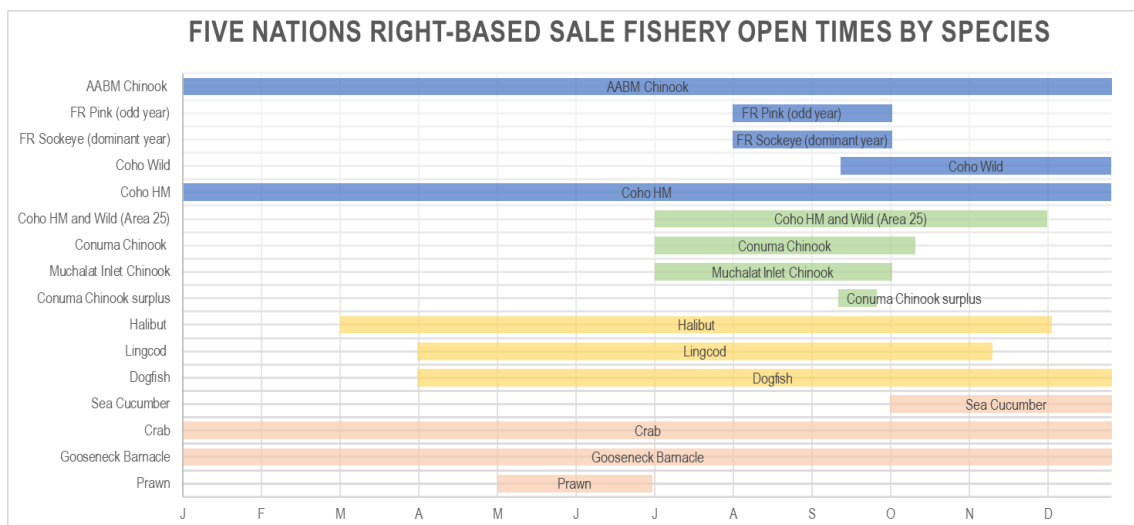 FIVE NATIONS RIGHT-BASED SALE FISHERY OPEN TIMES BY SPECIES
AABM Chinook AABM Chinook
FR Pink (odd year) FR Pink (odd year)
FR Sockeye (dominant year) FR Sockeye (dominant year)
Coho Wild Coho Wild
Coho HM Coho HM
Coho HM and Wild (Area 25) Coho HM and Wild (Area 25)
Conuma Chinook Conuma Chinook
Muchalat Inlet Chinook Muchalat Inlet Chinook
Conuma Chinook surplus Conuma Chinook surplus
Halibut Halibut
Lingcod Lingcod
Dogfish Dogfish
Sea Cucumber Sea Cucumber
Crab Crab
Gooseneck Barnacle Gooseneck Barnacle
Prawn Prawn
J F M A M J J A S O N D